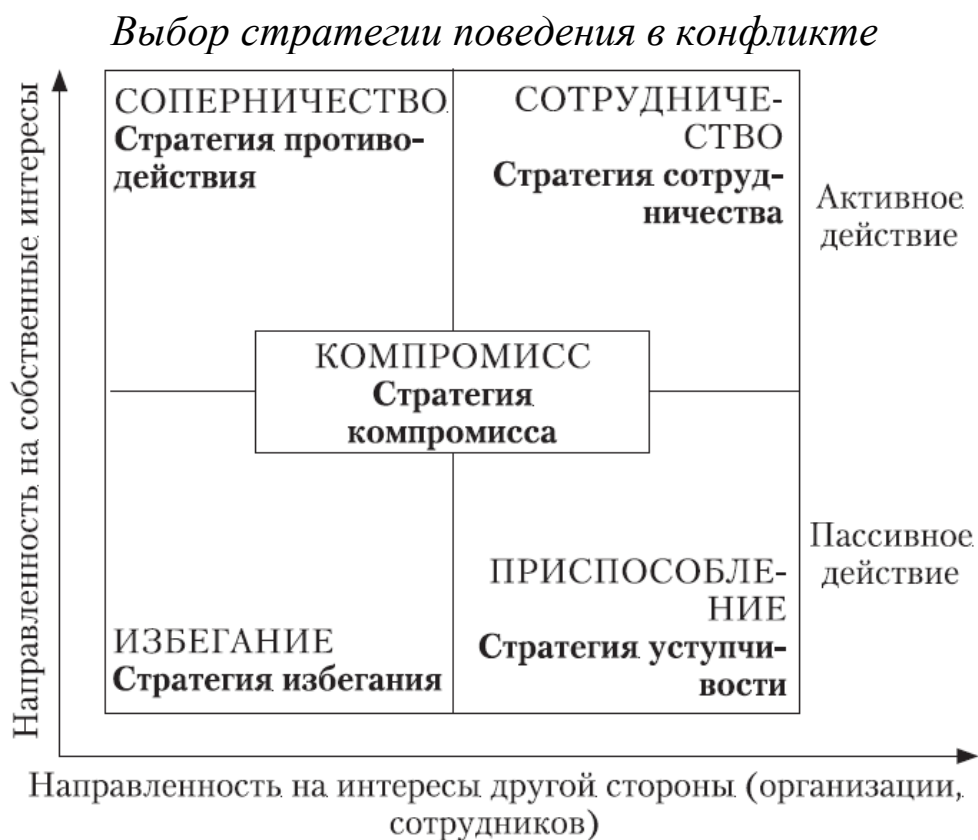 Выбор стратегии поведения в конфликте
Направленность на собственные интересы
СОПЕРНИЧЕСТВО
Стратегия противо-
действия
СОТРУДНИЧЕ-
СТВО
Стратегия сотруд-
ничества
Активное
действие
КОМПРОМИСС
Стратегия
компромисса
ИЗБЕГАНИЕ
Стратегия избегания
ПРИСПОСОБЛЕ-
НИЕ
Стратегия уступчи-
вости
Пассивное
действие
Направленность на интересы другой стороны (организации,
сотрудников)